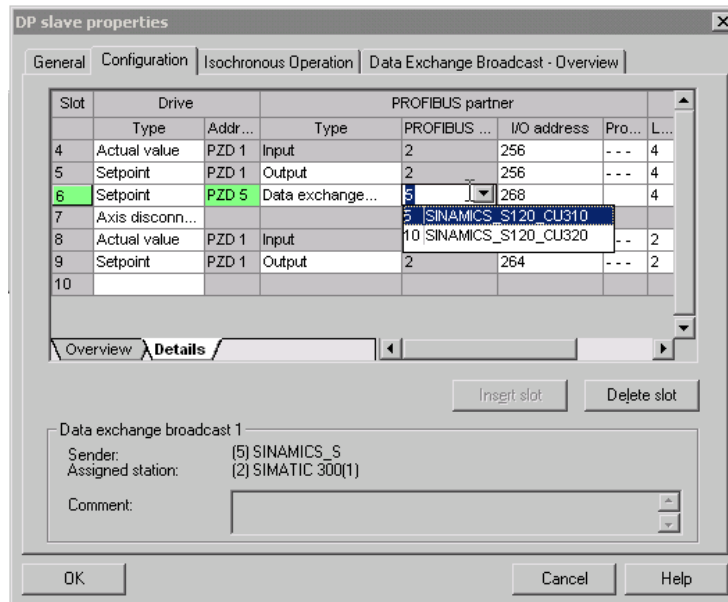 DP slave properties
General Configuration Isochronous Operation Data Exchange Broadcast - Overview
Slot Drive PROFIBUS partner
Type Addr... Type PROFIBUS ... I/O address Pro... L...
4 Actual value PZD 1 Input 2 256 --- 4
5 Setpoint PZD 1 Output 2 256 --- 4
6 Setpoint PZD 5 Data exchange... 5 268 4
7 Axis disconn...
5 SINAMICS_S120_CU310
8 Actual value PZD 1 Input --- 2
10 SINAMICS_S120_CU320
9 Setpoint PZD 1 Output 2 264 --- 2
10
Overview Details
Insert slot Delete slot
Data exchange broadcast 1
Sender: (5) SINAMICS_S
Assigned station: (2) SIMATIC 300(1)
Comment:
OK Cancel Help